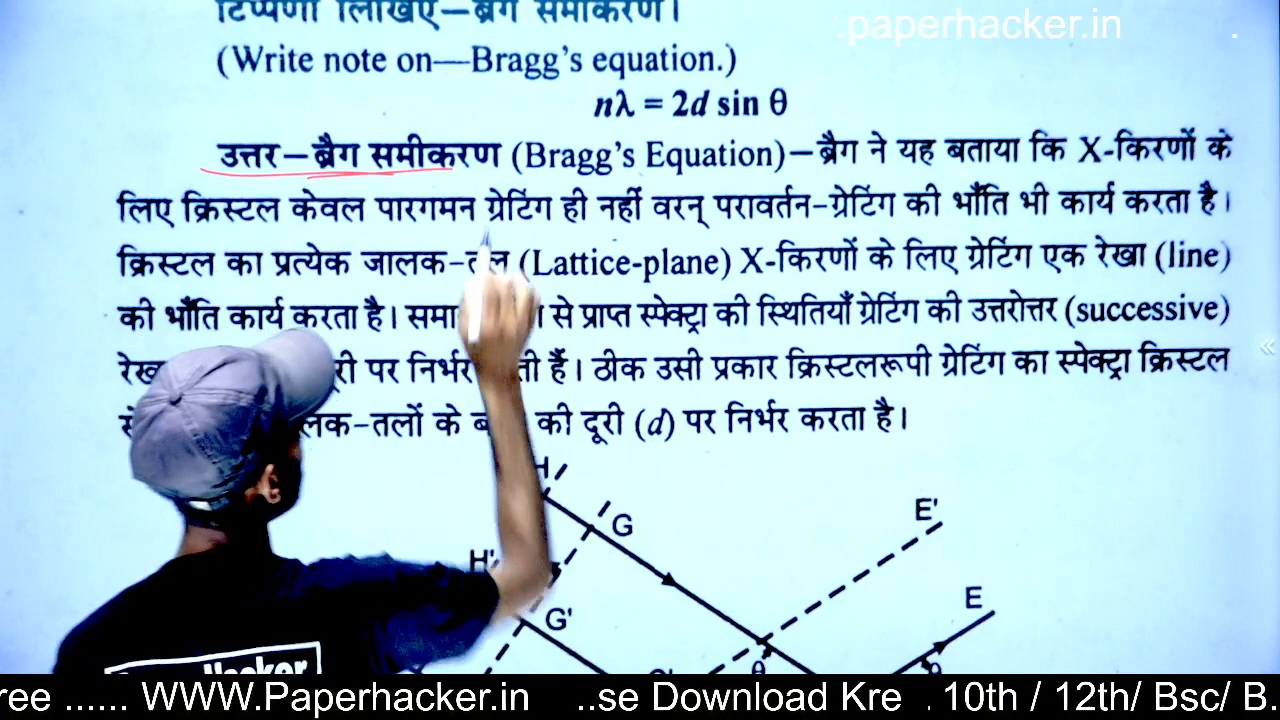 टिप्पणी लिखिए—ब्रैग समीकरण।
.paperhacker.in
(Write note on—Bragg's equation.)
nλ = 2d sin θ
उत्तर—ब्रैग समीकरण (Bragg's Equation)—ब्रैग ने यह बताया कि X-किरणों के
लिए क्रिस्टल केवल पारगमन ग्रेटिंग ही नहीं वरन् परावर्तन-ग्रेटिंग की भाँति भी कार्य करता है।
क्रिस्टल का प्रत्येक जालक-तल (Lattice-plane) X-किरणों के लिए ग्रेटिंग एक रेखा (line)
की भाँति कार्य करता है। से प्राप्त स्पेक्ट्रा की स्थितियाँ ग्रेटिंग की उत्तरोत्तर (successive)
पर निर्भर हैं। ठीक उसी प्रकार क्रिस्टलरूपी ग्रेटिंग का स्पेक्ट्रा क्रिस्टल
के की दूरी (d) पर निर्भर करता है।
H
G
E'
H'
G'
E
θ
ree ...... WWW.Paperhacker.in ..se Download Kre . 10th / 12th/ Bsc/ B.